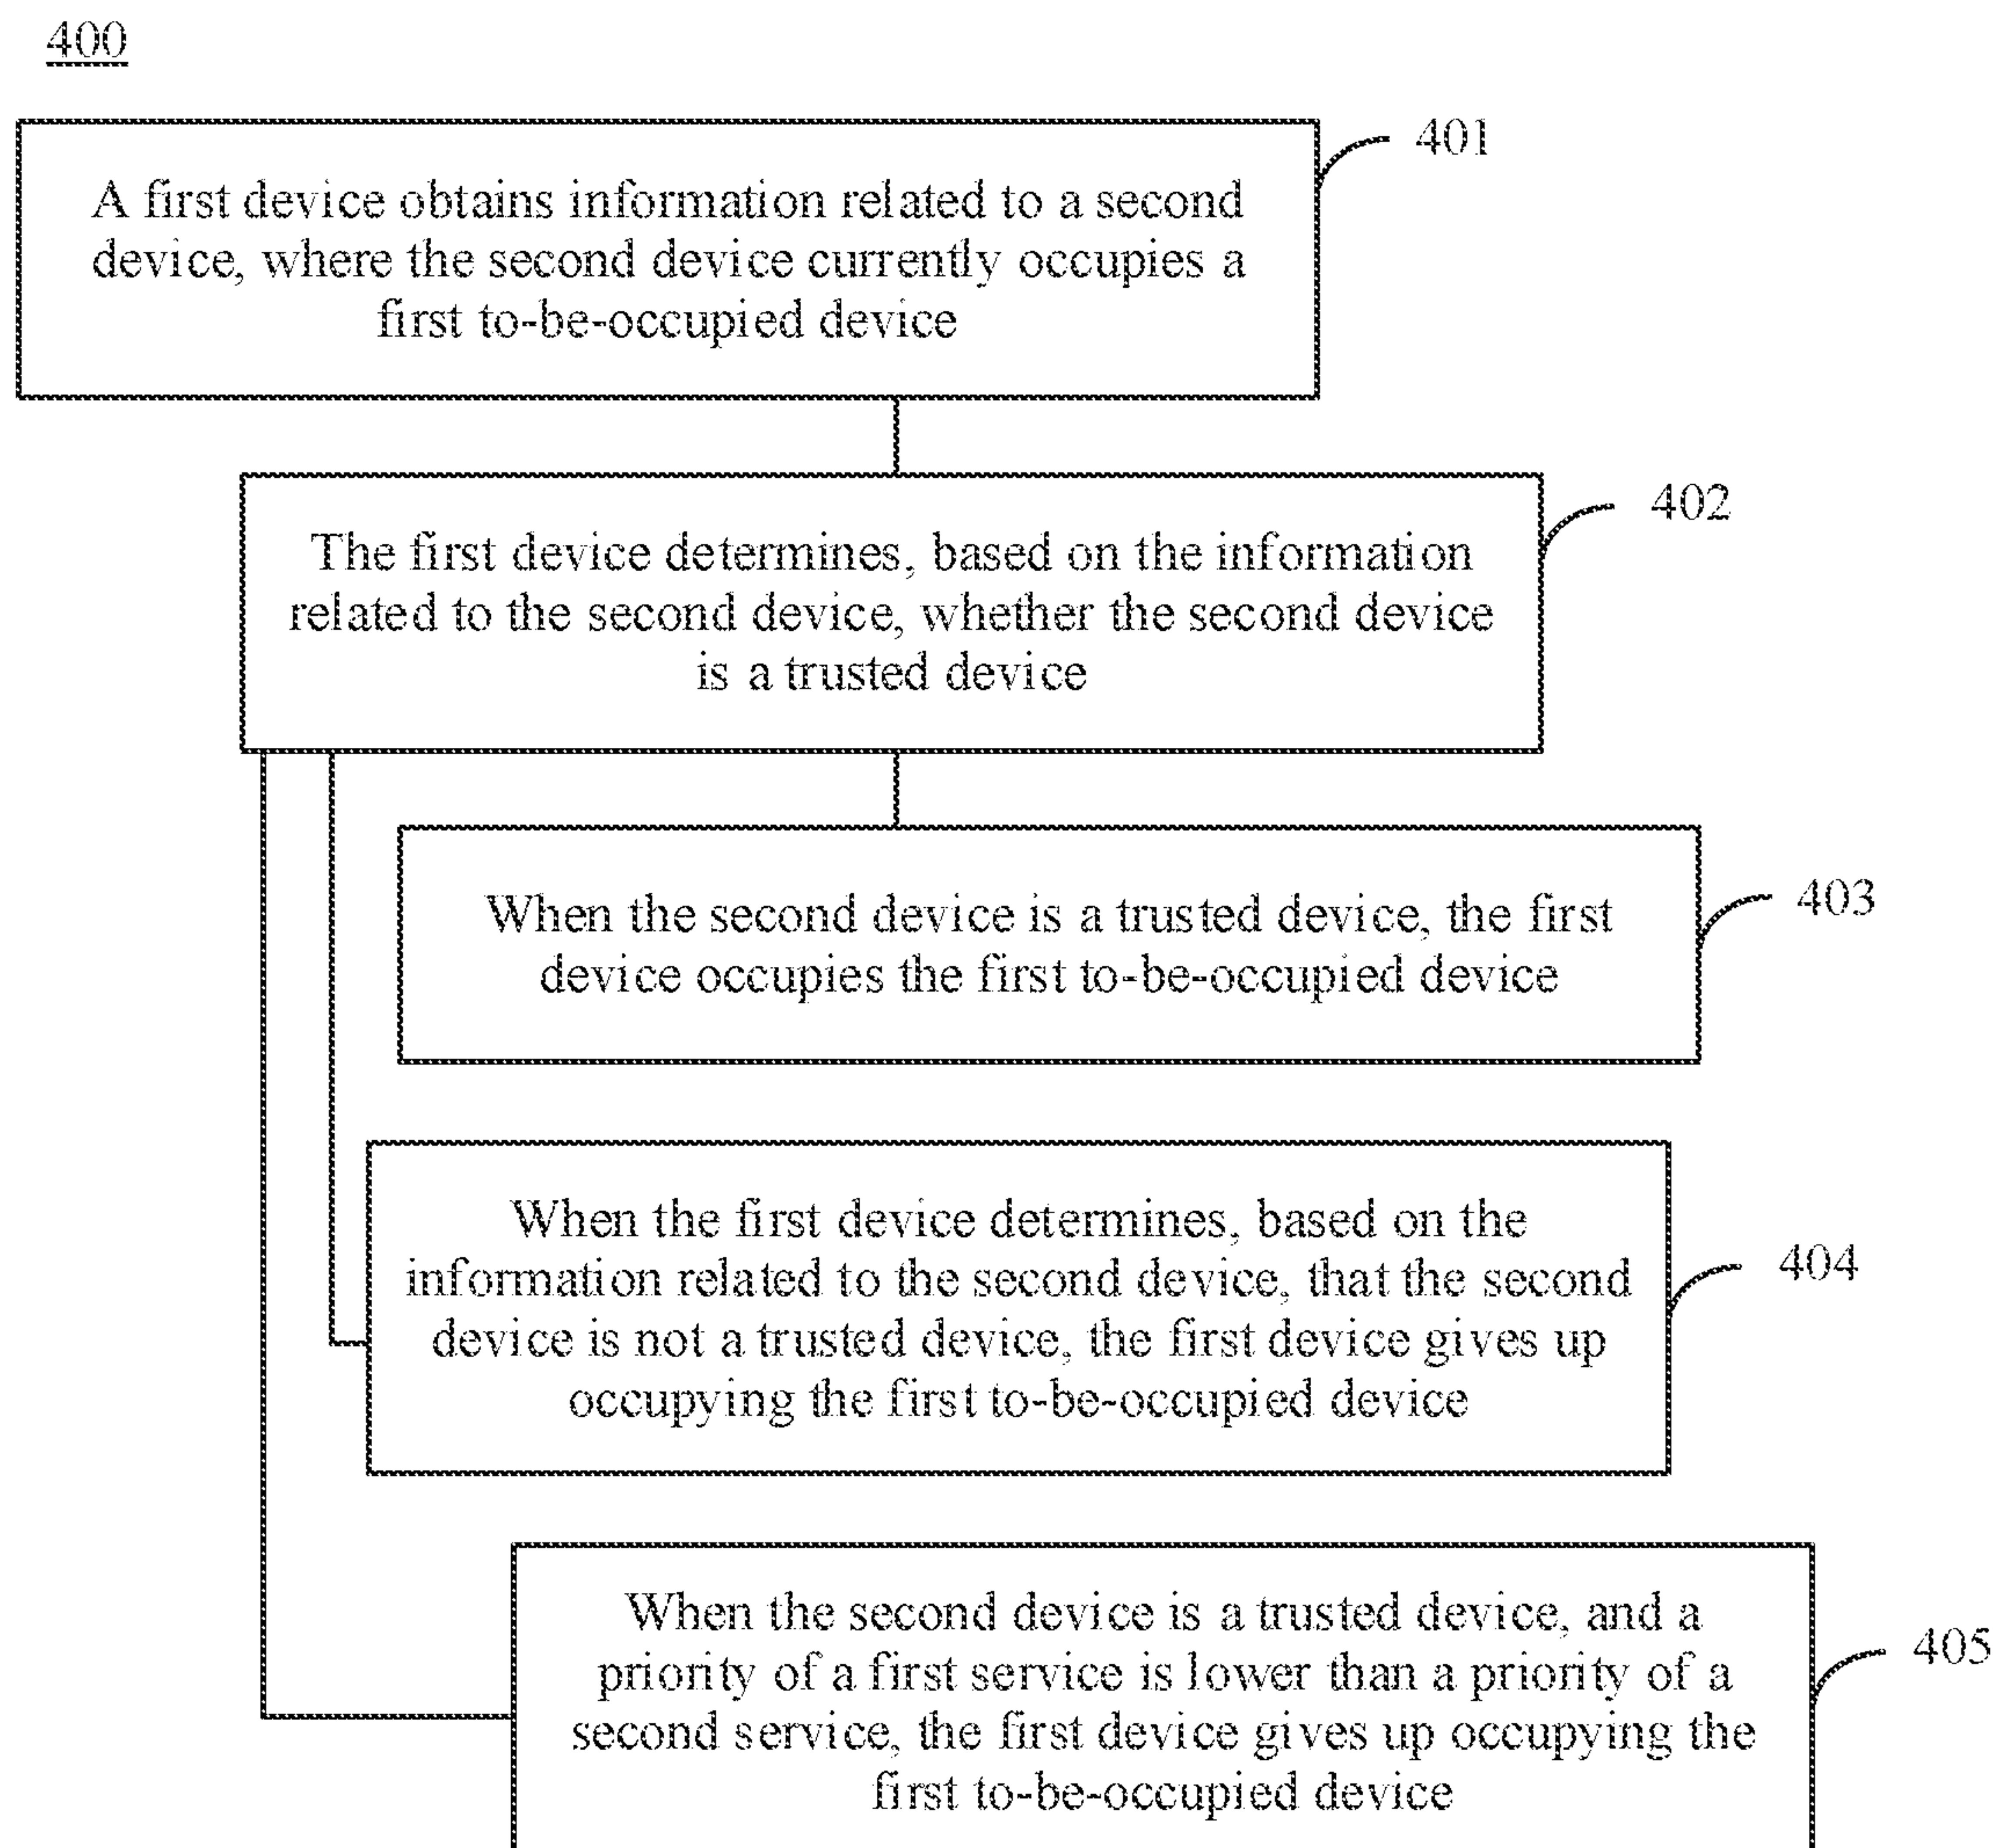 400
401
A first device obtains information related to a second
device, where the second device currently occupies a
first to-be-occupied device
402
The first device determines, based on the information
related to the second device, whether the second device
is a trusted device
403
When the second device is a trusted device, the first
device occupies the first to-be-occupied device
404
When the first device determines, based on the
information related to the second device, that the second
device is not a trusted device, the first device gives up
occupying the first to-be-occupied device
405
When the second device is a trusted device, and a
priority of a first service is lower than a priority of a
second service, the first device gives up occupying the
first to-be-occupied device